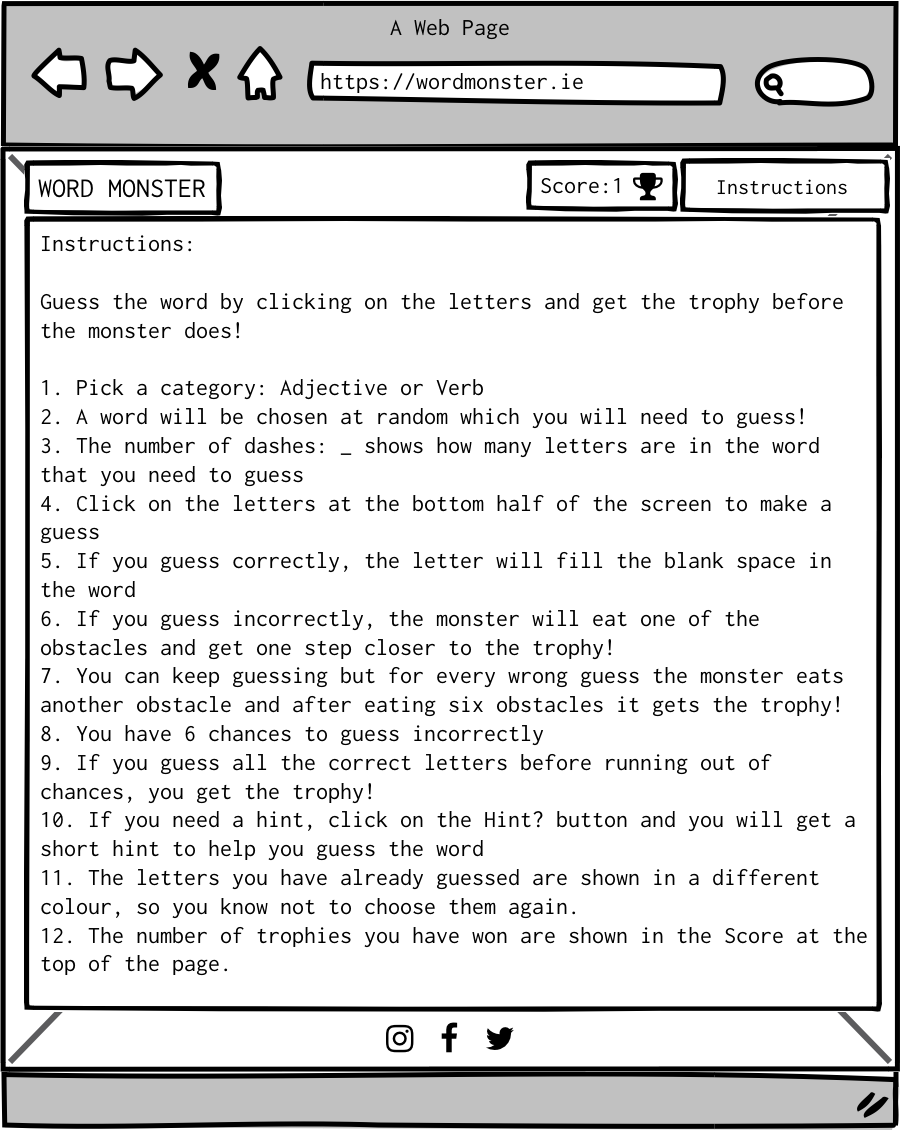 A Web Page
https://wordmonster.ie
WORD MONSTER
Score:1
Instructions
Instructions:
Guess the word by clicking on the letters and get the trophy before
the monster does!
1. Pick a category: Adjective or Verb
2. A word will be chosen at random which you will need to guess!
3. The number of dashes: _ shows how many letters are in the word
that you need to guess
4. Click on the letters at the bottom half of the screen to make a
guess
5. If you guess correctly, the letter will fill the blank space in
the word
6. If you guess incorrectly, the monster will eat one of the
obstacles and get one step closer to the trophy!
7. You can keep guessing but for every wrong guess the monster eats
another obstacle and after eating six obstacles it gets the trophy!
8. You have 6 chances to guess incorrectly
9. If you guess all the correct letters before running out of
chances, you get the trophy!
10. If you need a hint, click on the Hint? button and you will get a
short hint to help you guess the word
11. The letters you have already guessed are shown in a different
colour, so you know not to choose them again.
12. The number of trophies you have won are shown in the Score at the
top of the page.